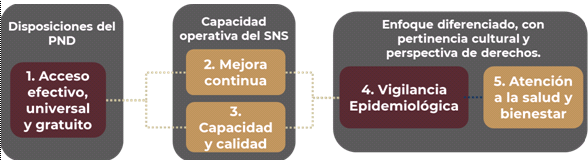 Disposiciones del
PND
1. Acceso
efectivo,
universal
y gratuito
Capacidad
operativa del SNS
2. Mejora
continua
3.
Capacidad
y calidad
Enfoque diferenciado, con
pertinencia cultural y
perspectiva de derechos.
4. Vigilancia
Epidemiológica
5. Atención
a la salud y
bienestar